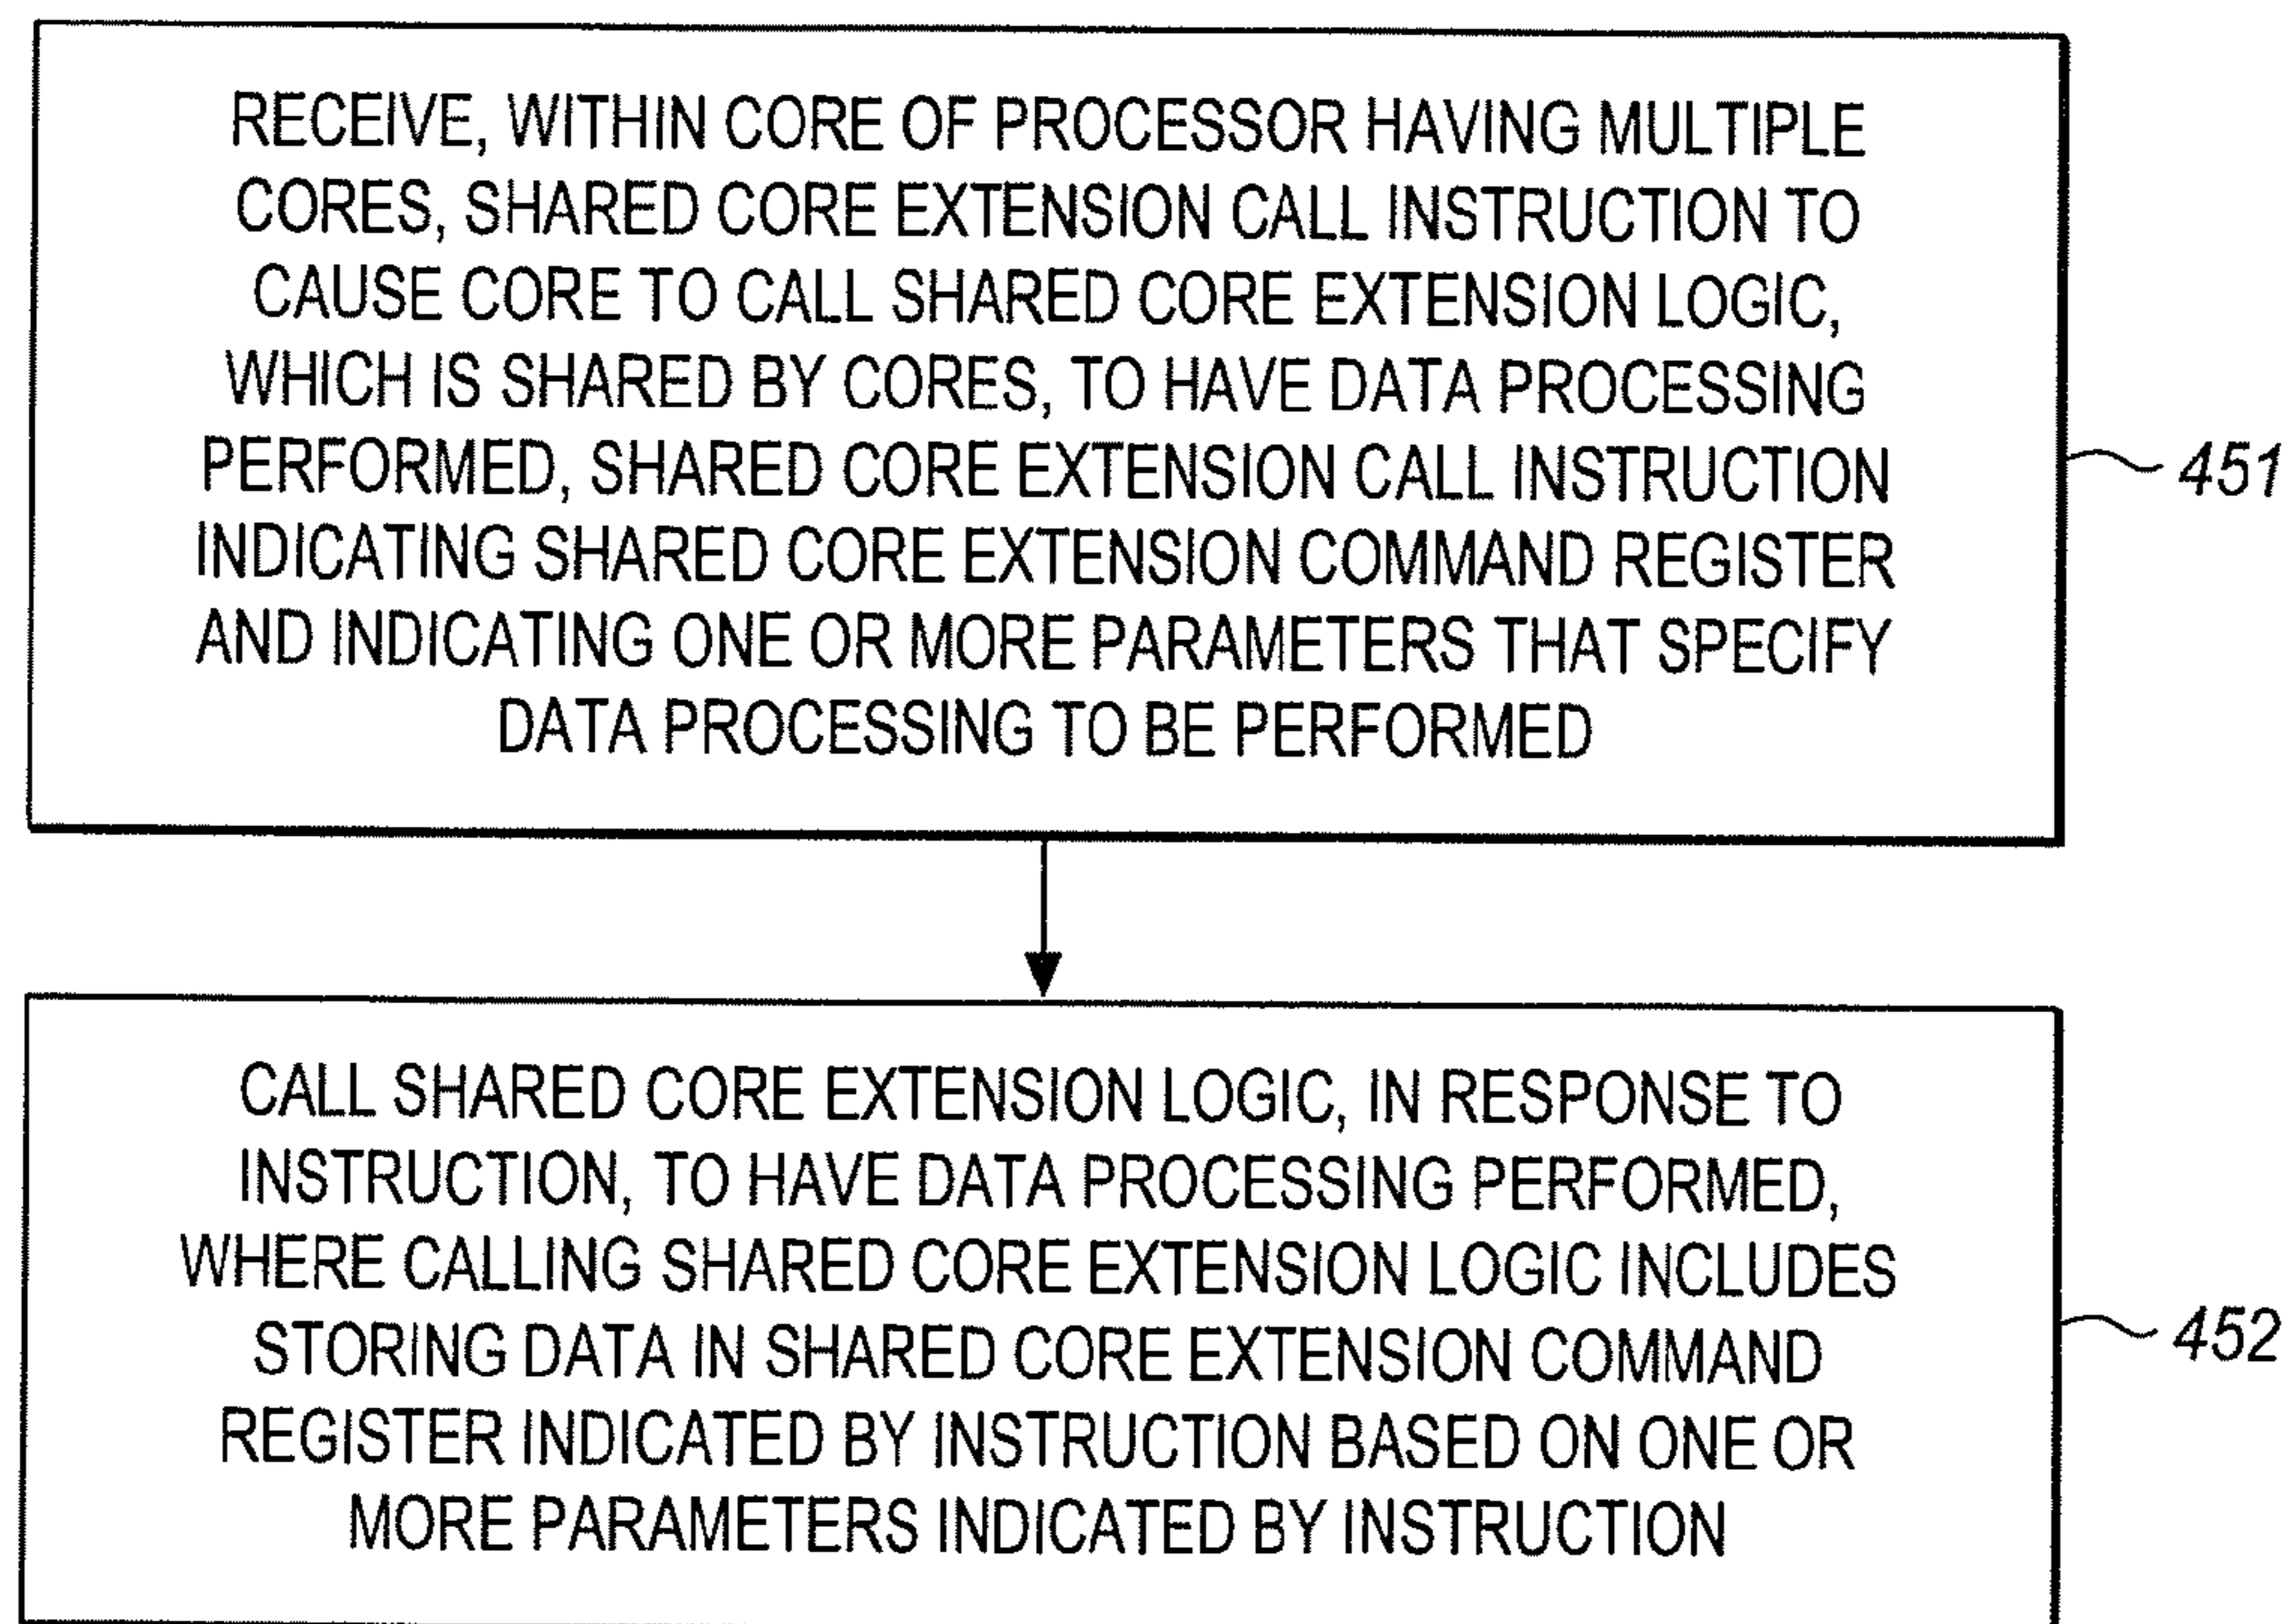 RECEIVE, WITHIN CORE OF PROCESSOR HAVING MULTIPLE
CORES, SHARED CORE EXTENSION CALL INSTRUCTION TO
CAUSE CORE TO CALL SHARED CORE EXTENSION LOGIC,
WHICH IS SHARED BY CORES, TO HAVE DATA PROCESSING
PERFORMED, SHARED CORE EXTENSION CALL INSTRUCTION
INDICATING SHARED CORE EXTENSION COMMAND REGISTER
AND INDICATING ONE OR MORE PARAMETERS THAT SPECIFY
DATA PROCESSING TO BE PERFORMED
451
CALL SHARED CORE EXTENSION LOGIC, IN RESPONSE TO
INSTRUCTION, TO HAVE DATA PROCESSING PERFORMED,
WHERE CALLING SHARED CORE EXTENSION LOGIC INCLUDES
STORING DATA IN SHARED CORE EXTENSION COMMAND
REGISTER INDICATED BY INSTRUCTION BASED ON ONE OR
MORE PARAMETERS INDICATED BY INSTRUCTION
452